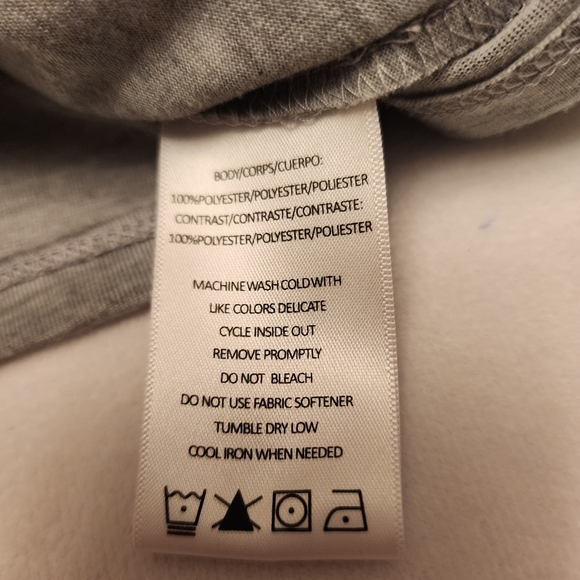 BODY/CORPS/CUERPO:
100%POLYESTER/POLYESTER/POLIESTER
CONTRAST/CONTRASTE/CONTRASTE:
100%POLYESTER/POLYESTER/POLIESTER
MACHINE WASH COLD WITH
LIKE COLORS DELICATE
CYCLE INSIDE OUT
REMOVE PROMPTLY
DO NOT BLEACH
DO NOT USE FABRIC SOFTENER
TUMBLE DRY LOW
COOL IRON WHEN NEEDED